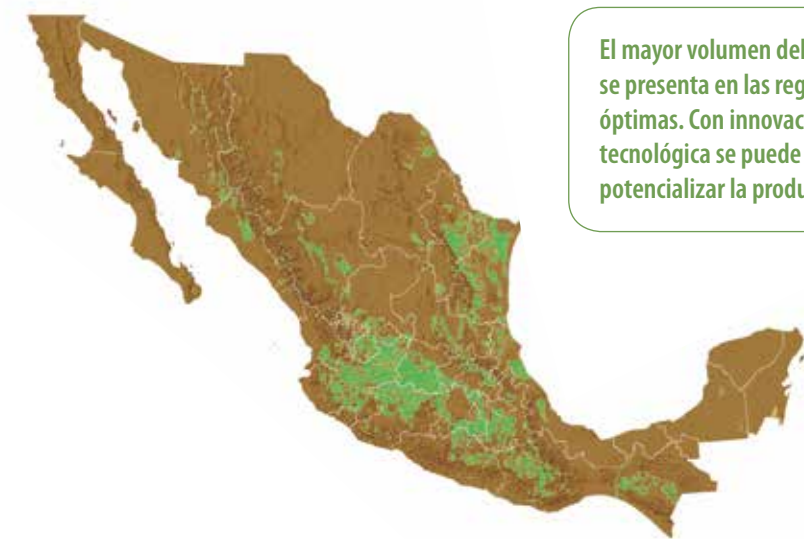 El mayor volumen del
se presenta en las reg
óptimas. Con innovac
tecnológica se puede
potencializar la produ